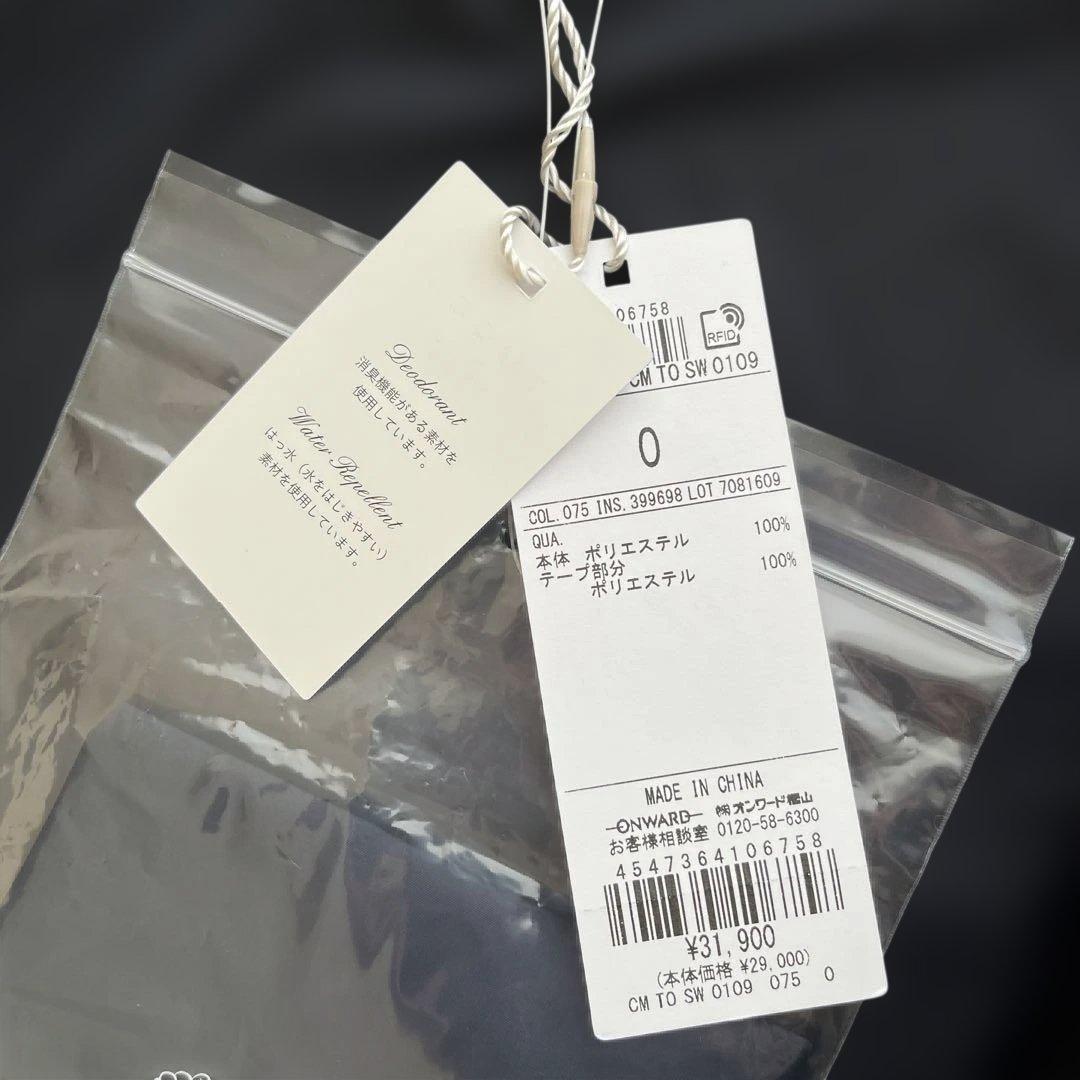 Deodorant
消臭機能がある素材を
使用しています。
Water Repellent
はっ水（水をはじきやすい）
素材を使用しています。
06758
RFID
CM TO SW 0109
0
COL.075 INS.399698 LOT 7081609
QUA.
本体 ポリエステル 100%
テープ部分
ポリエステル 100%
MADE IN CHINA
ONWARD ㈱オンワード樫山
お客様相談室 0120-58-6300
4547364106758
¥31,900
(本体価格 ¥29,000)
CM TO SW 0109 075 0